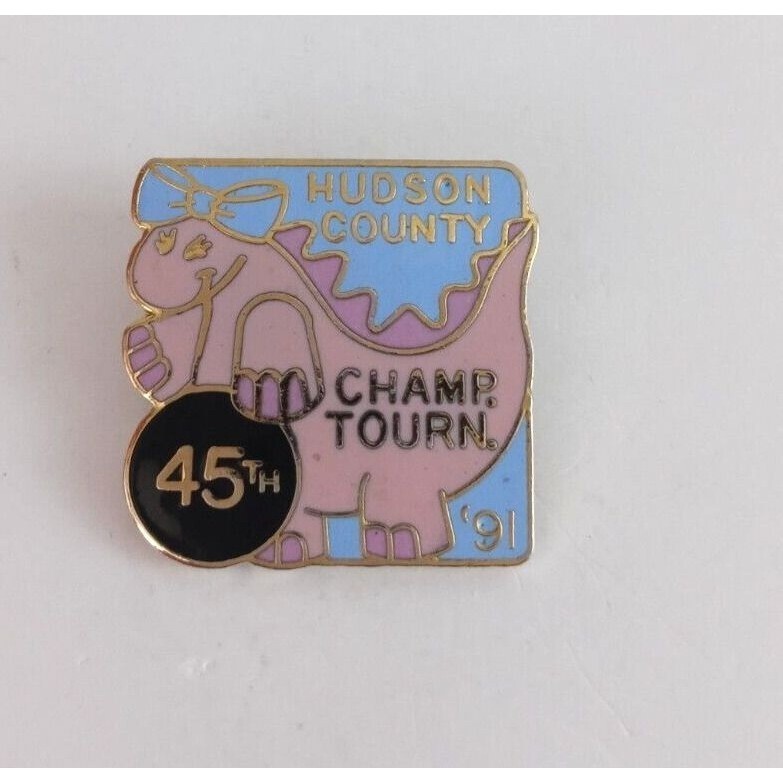 HUDSON
COUNTY
CHAMP.
TOURN.
45TH
'91